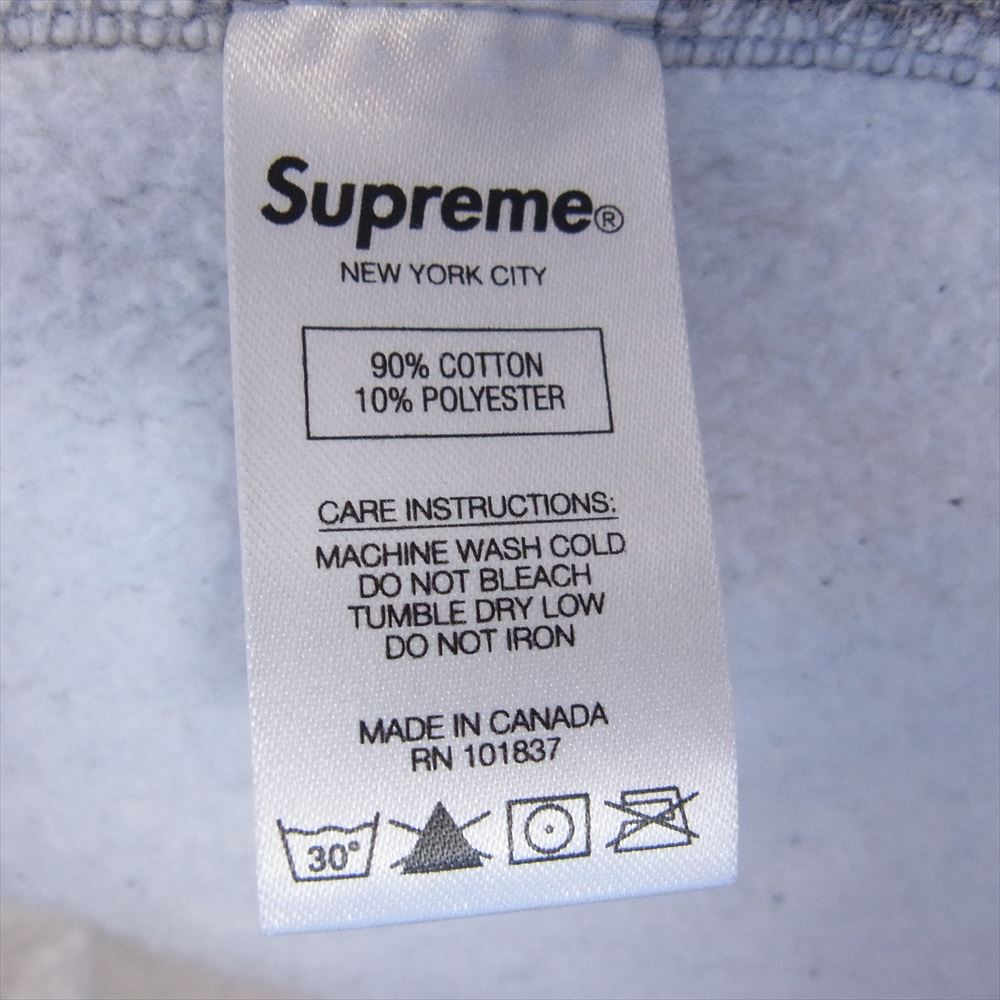 Supreme®
NEW YORK CITY
90% COTTON
10% POLYESTER
CARE INSTRUCTIONS:
MACHINE WASH COLD
DO NOT BLEACH
TUMBLE DRY LOW
DO NOT IRON
MADE IN CANADA
RN 101837
30°